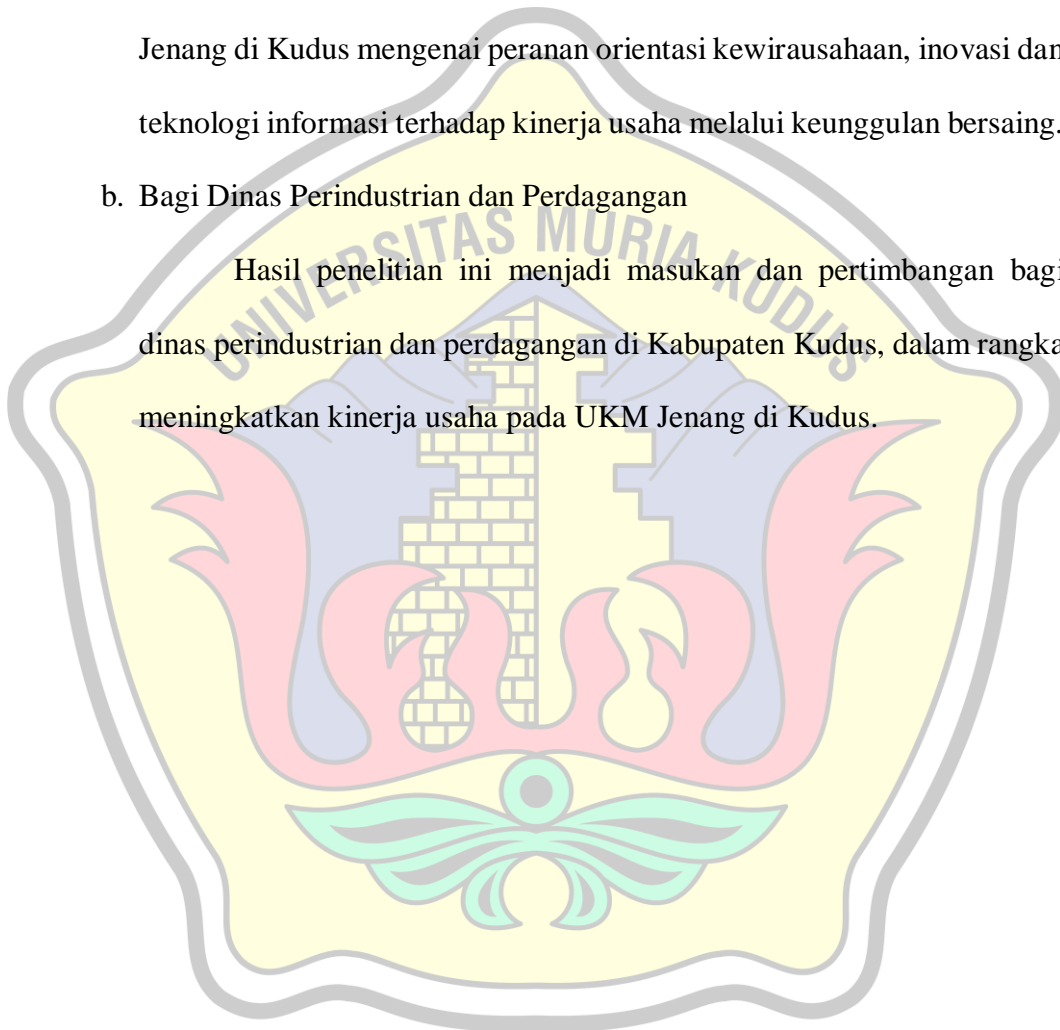 Jenang di Kudus mengenai peranan orientasi kewirausahaan, inovasi dan
teknologi informasi terhadap kinerja usaha melalui keunggulan bersaing.
b. Bagi Dinas Perindustrian dan Perdagangan
UNIVERSITAS MURIA KUDUS
Hasil penelitian ini menjadi masukan dan pertimbangan bagi
dinas perindustrian dan perdagangan di Kabupaten Kudus, dalam rangka
meningkatkan kinerja usaha pada UKM Jenang di Kudus.